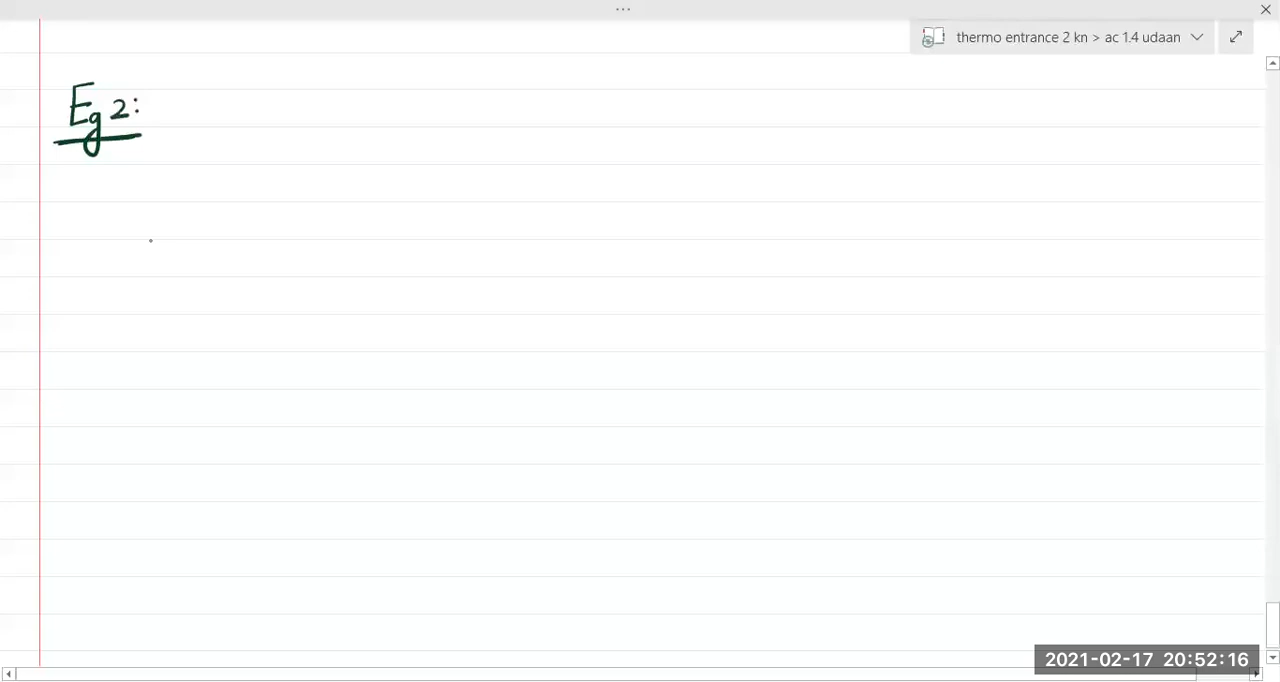 ...
thermo entrance 2 kn > ac 1.4 udaan
Eg 2:
2021-02-17 20:52:16